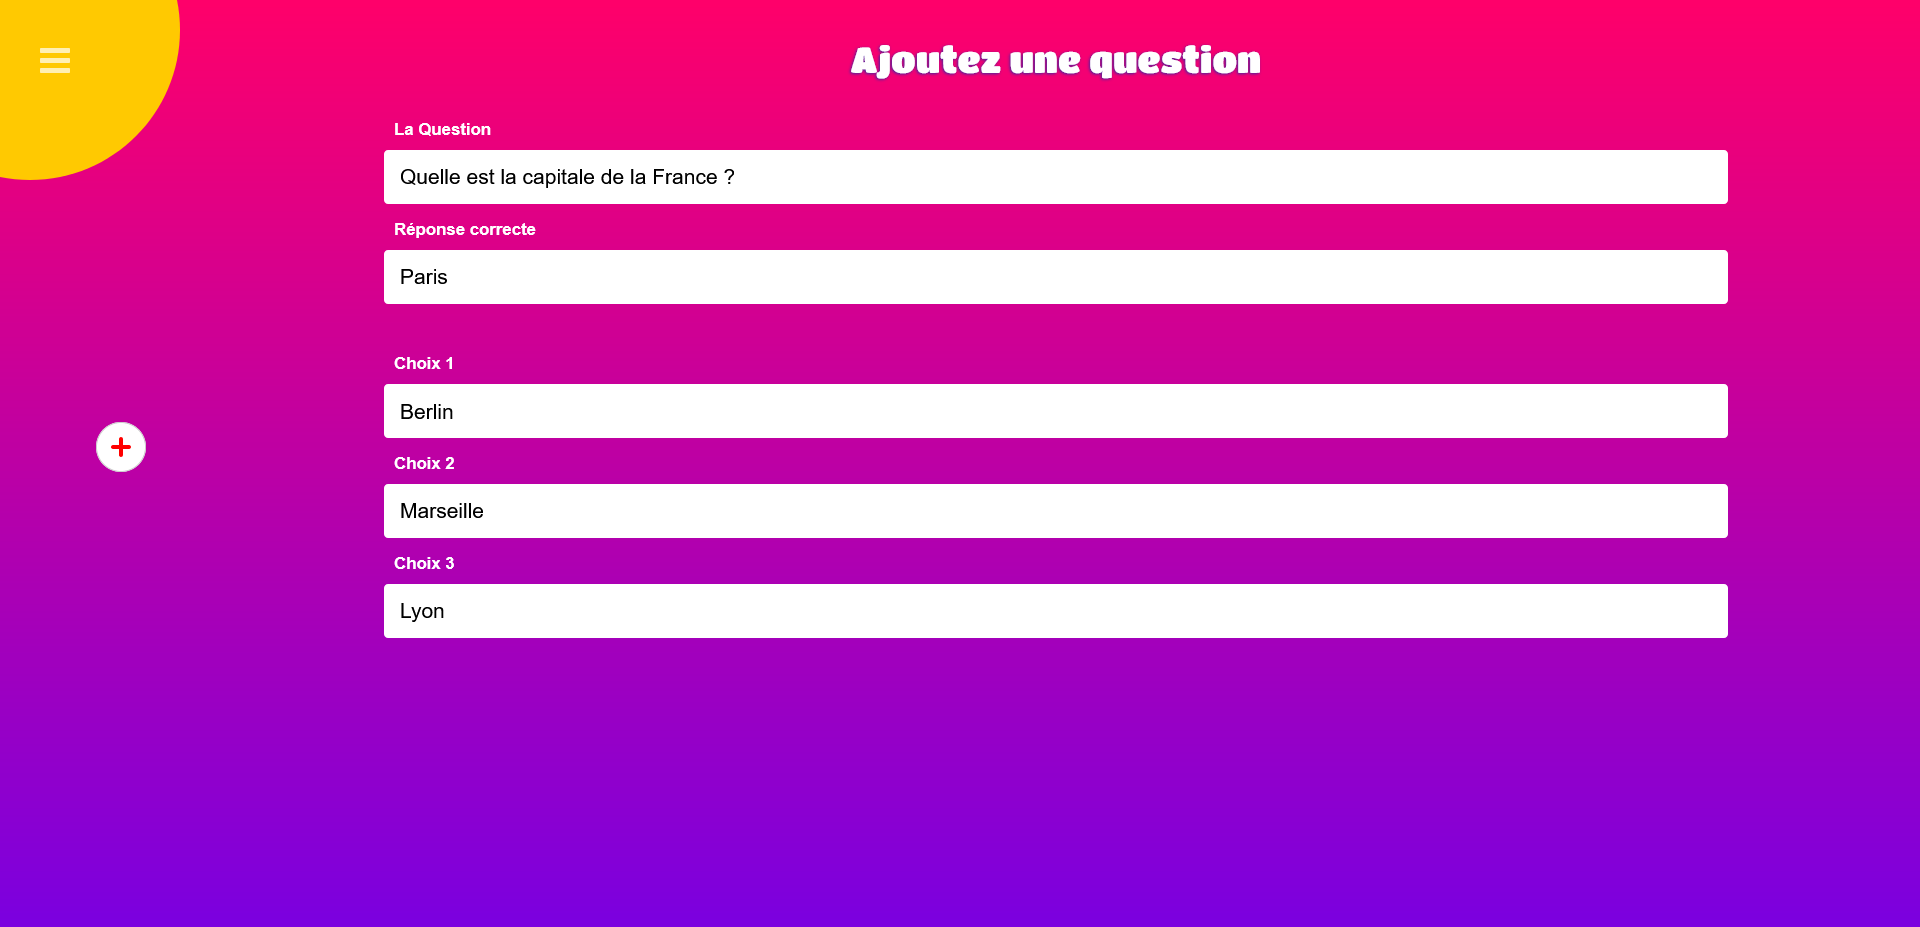 Ajoutez une question
La Question
Quelle est la capitale de la France ?
Réponse correcte
Paris
Choix 1
Berlin
Choix 2
Marseille
Choix 3
Lyon